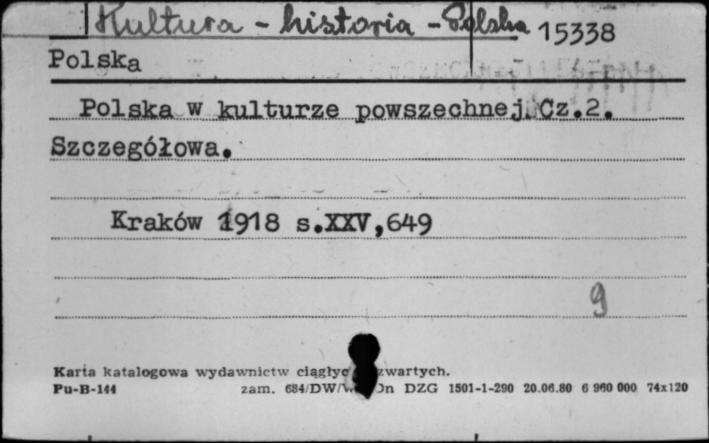 Kultura - historia - Polska 15338
Polska
Polska w kulturze powszechnej. Cz.2.
Szczegółowa.
Kraków 1918 s.XXV,649
9
Karta katalogowa wydawnictw zwartych.
Pu-B-144 zam. 684/DW/ DZG 1501-1-290 20.06.80 6 960 000 74x120